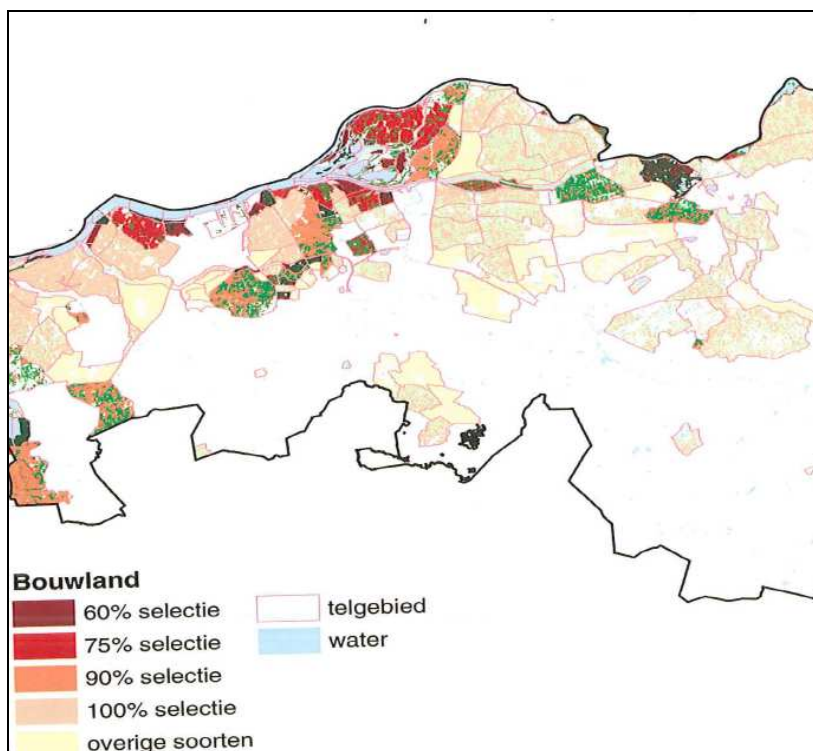 Bouwland
60% selectie
75% selectie
90% selectie
100% selectie
overige soorten
telgebied
water